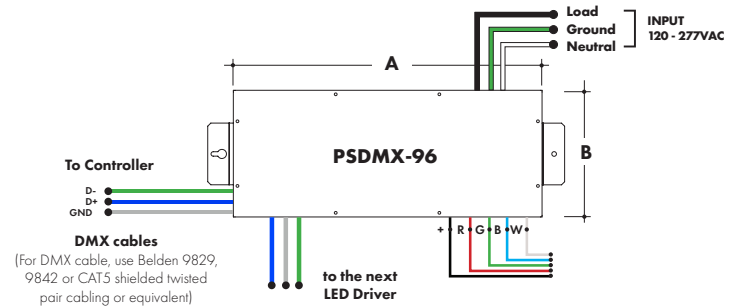 Load
Ground
Neutral
INPUT
120 - 277VAC
A
B
PSDMX-96
To Controller
D-
D+
GND
DMX cables
(For DMX cable, use Belden 9829,
9842 or CAT5 shielded twisted
pair cabling or equivalent)
to the next
LED Driver
+ R G B W